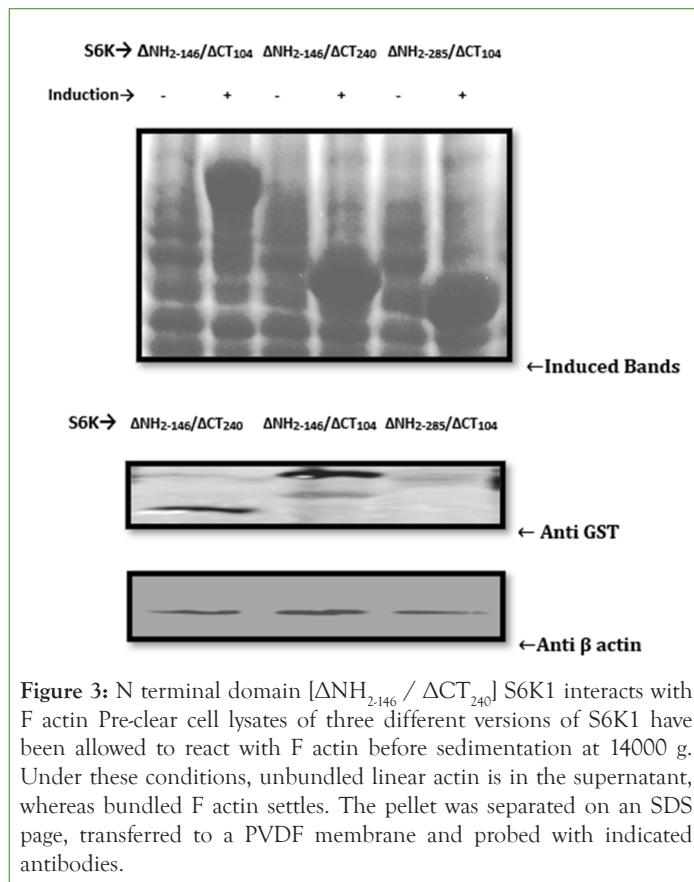 S6K→ ΔNH₂₋₁₄₆/ΔCT₁₀₄ ΔNH₂₋₁₄₆/ΔCT₂₄₀ ΔNH₂₋₂₈₅/ΔCT₁₀₄
Induction→ - + - + - +
←Induced Bands
S6K→ ΔNH₂₋₁₄₆/ΔCT₂₄₀ ΔNH₂₋₁₄₆/ΔCT₁₀₄ ΔNH₂₋₂₈₅/ΔCT₁₀₄
← Anti GST
←Anti β actin
Figure 3: N terminal domain [ΔNH₂₋₁₄₆ / ΔCT₂₄₀] S6K1 interacts with
F actin Pre-clear cell lysates of three different versions of S6K1 have
been allowed to react with F actin before sedimentation at 14000 g.
Under these conditions, unbundled linear actin is in the supernatant,
whereas bundled F actin settles. The pellet was separated on an SDS
page, transferred to a PVDF membrane and probed with indicated
antibodies.